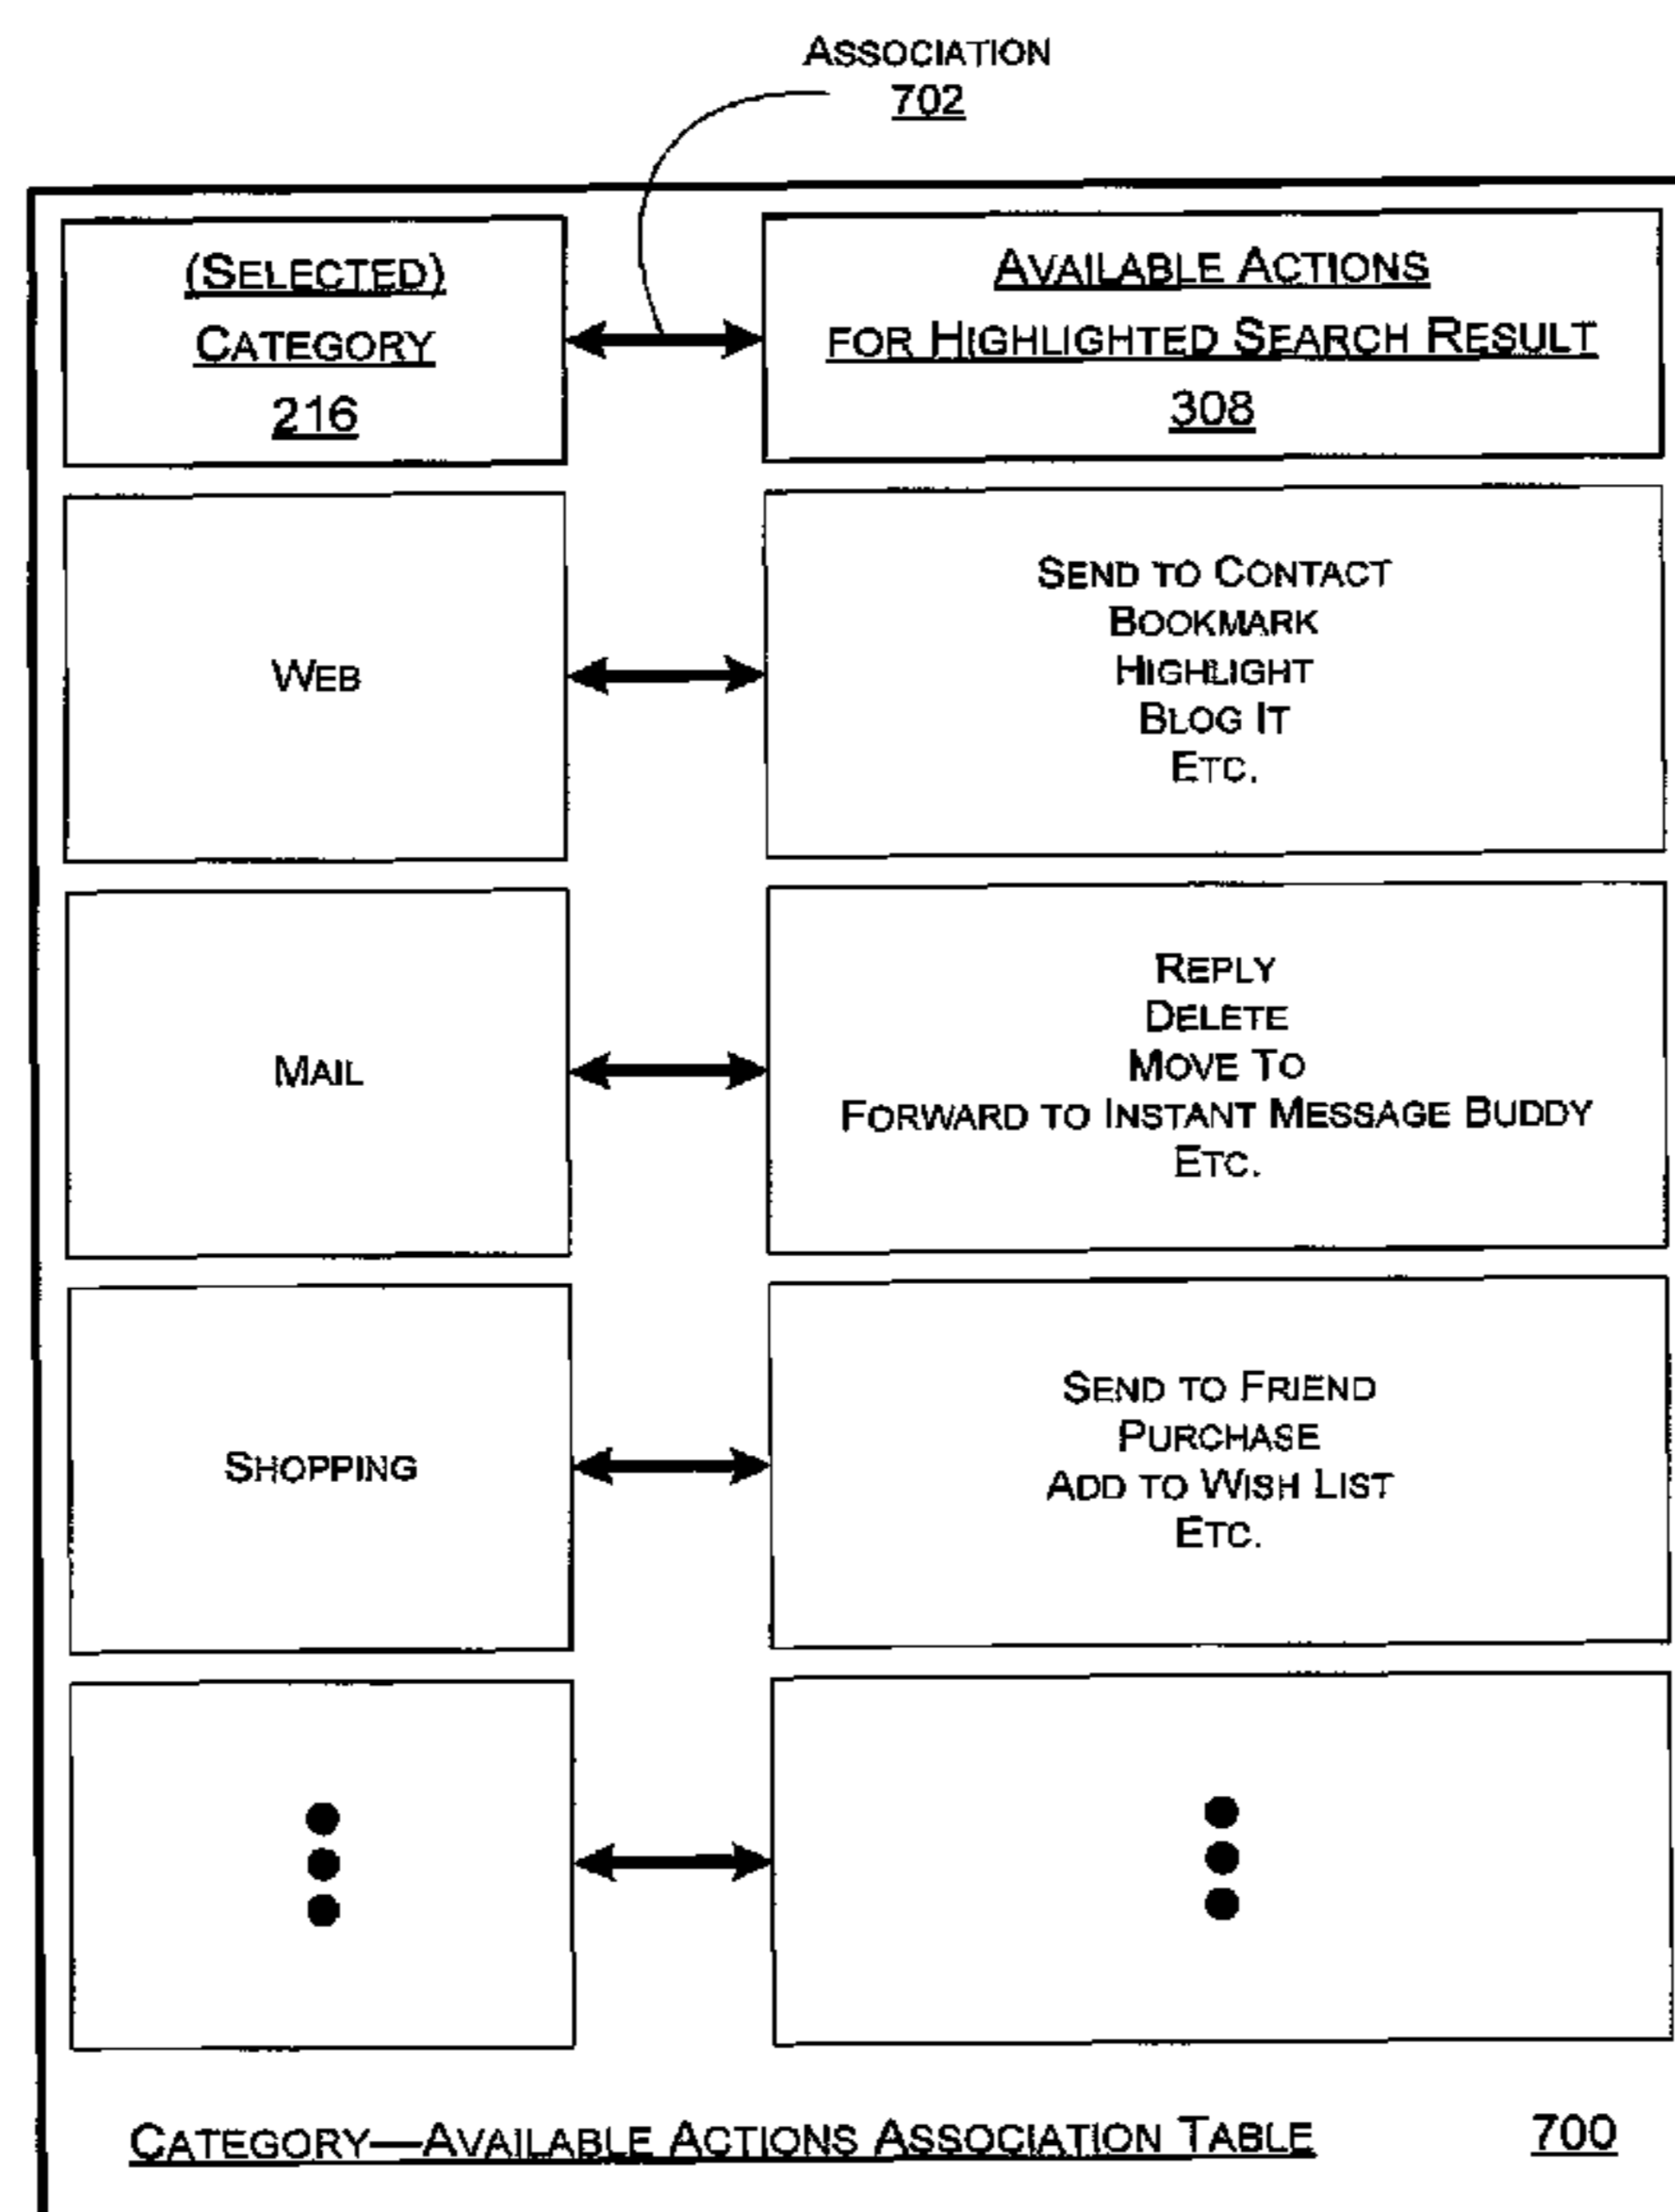 ASSOCIATION
702
(SELECTED)
CATEGORY
216
AVAILABLE ACTIONS
FOR HIGHLIGHTED SEARCH RESULT
308
WEB
SEND TO CONTACT
BOOKMARK
HIGHLIGHT
BLOG IT
ETC.
MAIL
REPLY
DELETE
MOVE TO
FORWARD TO INSTANT MESSAGE BUDDY
ETC.
SHOPPING
SEND TO FRIEND
PURCHASE
ADD TO WISH LIST
ETC.
CATEGORY—AVAILABLE ACTIONS ASSOCIATION TABLE 700